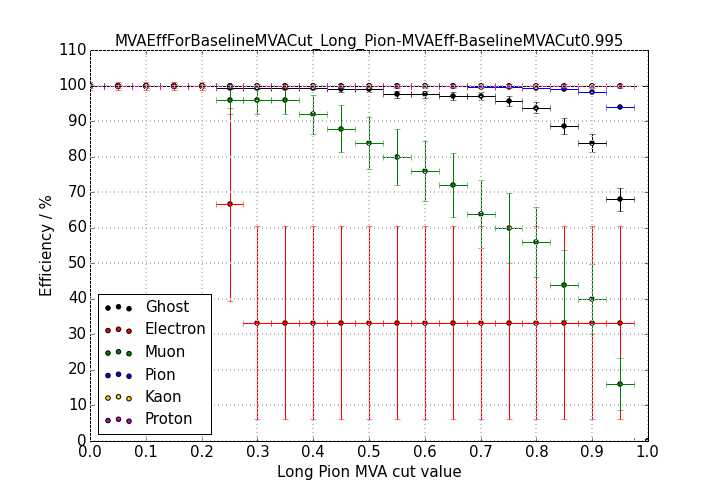 MVAEffForBaselineMVACut_Long_Pion-MVAEff-BaselineMVACut0.995
110
100
90
80
70
60
50
40
30
20
10
0
Efficiency / %
Ghost
Electron
Muon
Pion
Kaon
Proton
0.0 0.1 0.2 0.3 0.4 0.5 0.6 0.7 0.8 0.9 1.0
Long Pion MVA cut value